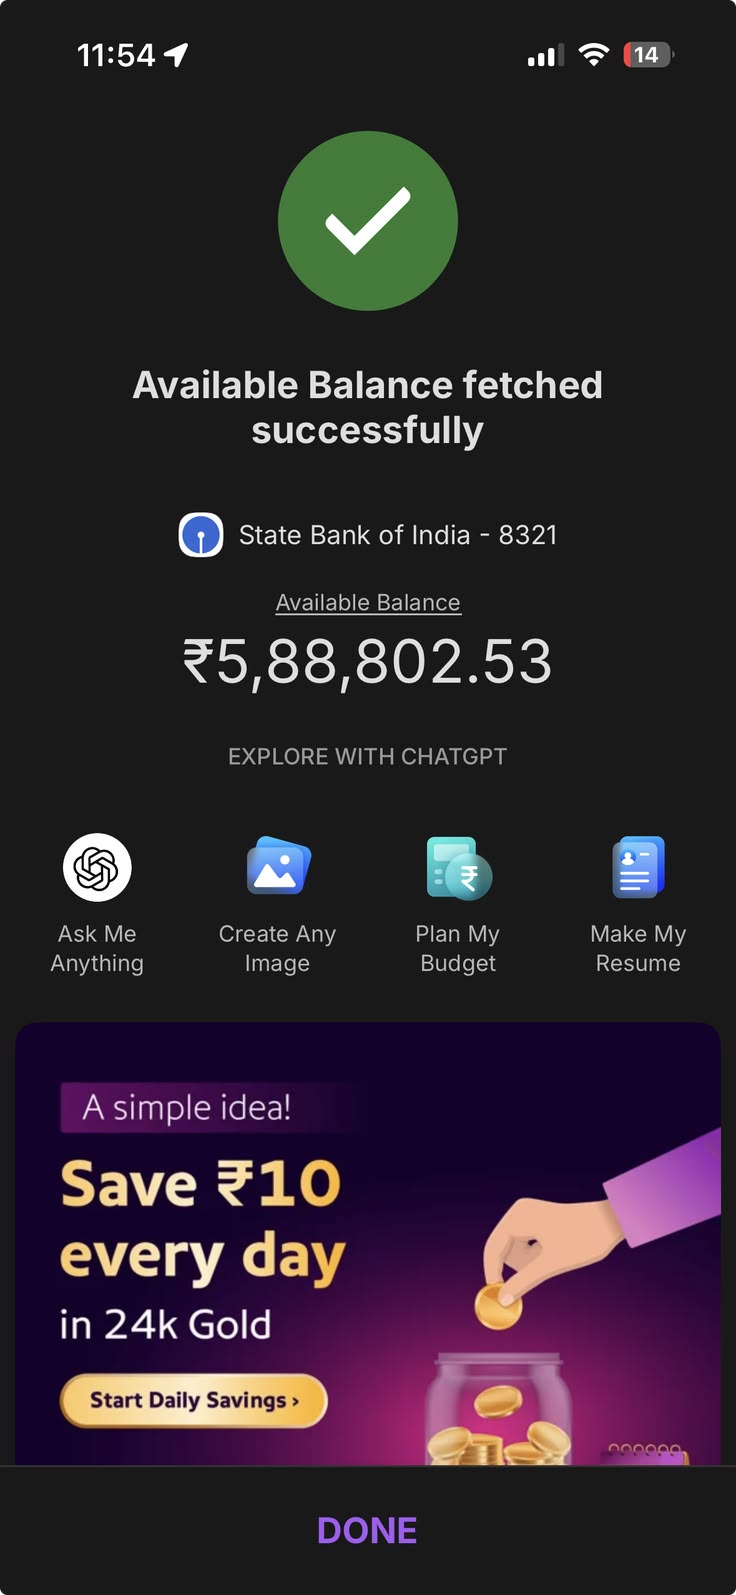 11:54
14
Available Balance fetched
successfully
State Bank of India - 8321
Available Balance
₹5,88,802.53
EXPLORE WITH CHATGPT
Ask Me
Anything
Create Any
Image
Plan My
Budget
Make My
Resume
A simple idea!
Save ₹10
every day
in 24k Gold
Start Daily Savings ›
DONE